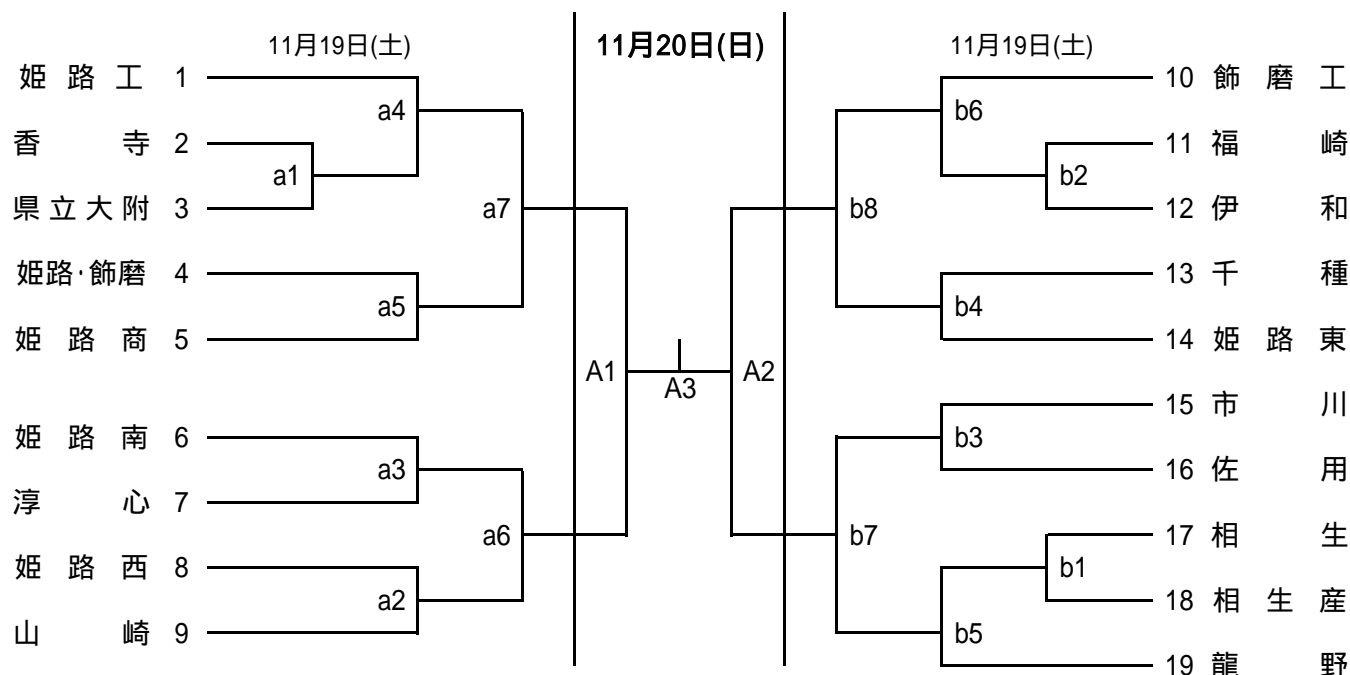 11月19日(土) 11月20日(日) 11月19日(土)
姫路工 1 10 飾磨工
a4 b6
香寺 2 11 福崎
a1 b2
県立大附 3 a7 b8 12 伊和
姫路・飾磨 4 13 千種
a5 b4
姫路商 5 14 姫路東
A1 A3 A2
15 市川
姫路南 6 b3
a3 16 佐用
淳心 7
a6 b7 17 相生
姫路西 8 b1
a2 18 相生産
山崎 9 b5
19 龍野